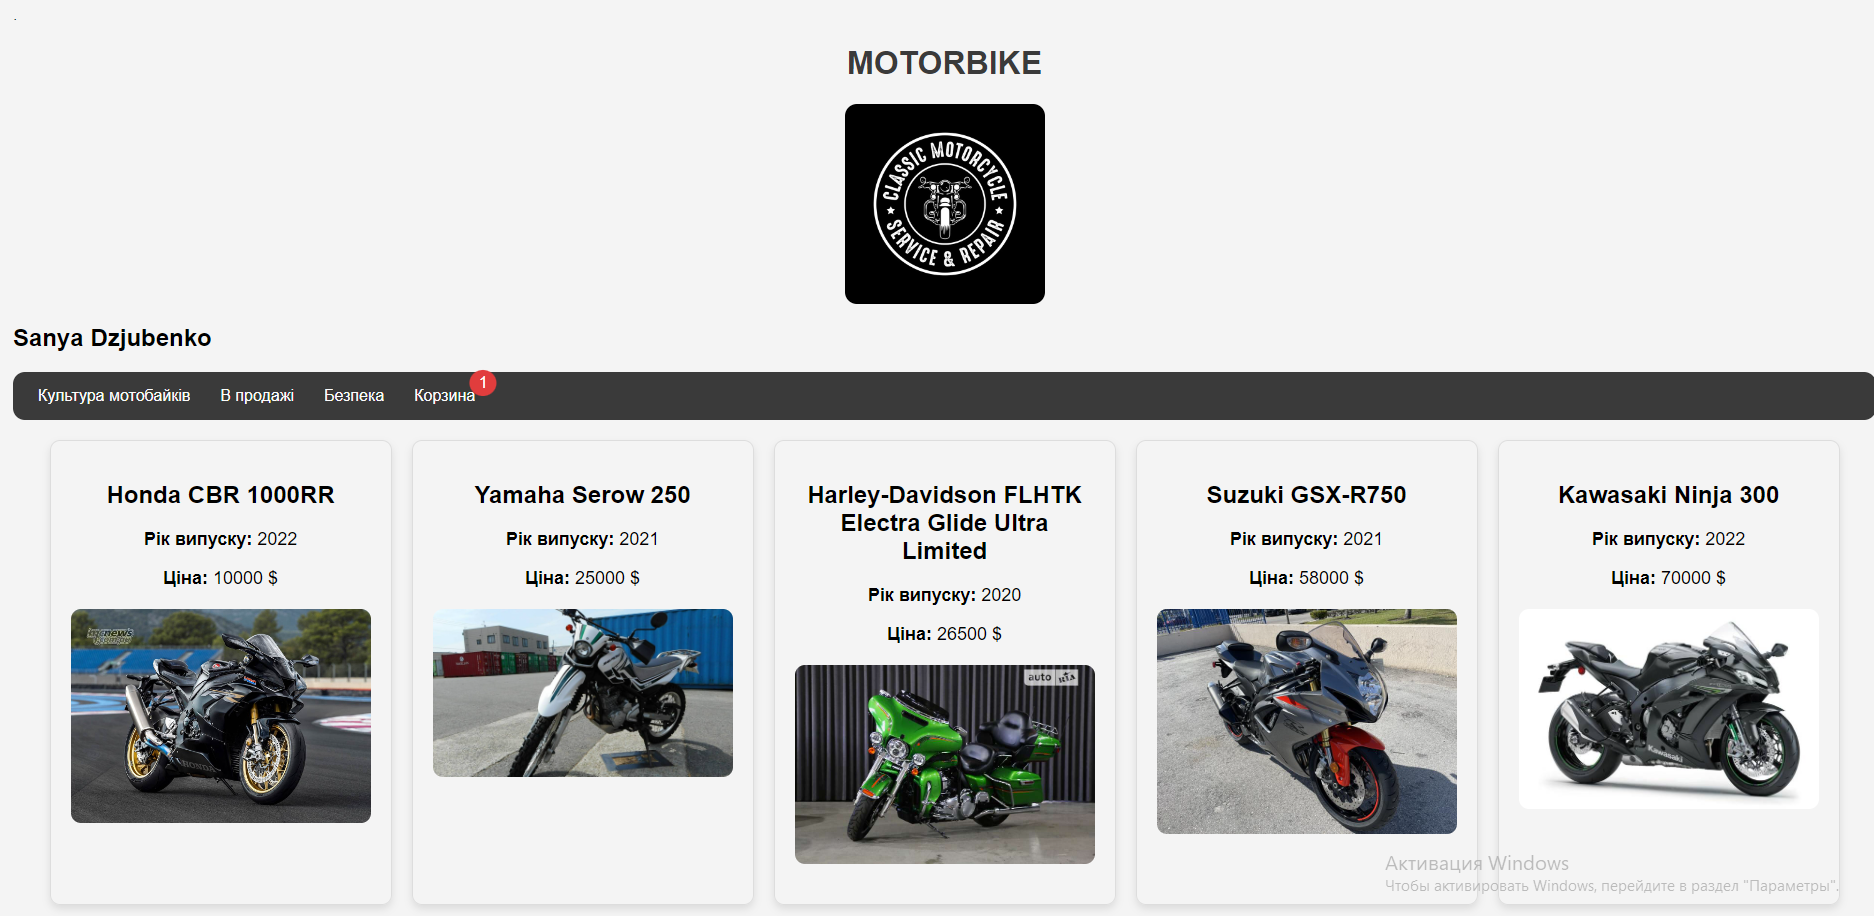 .
MOTORBIKE
CLASSIC MOTORCYCLE
SERVICE & REPAIR
Sanya Dzjubenko
Культура мотобайків В продажі Безпека Корзина 1
Honda CBR 1000RR
Рік випуску: 2022
Ціна: 10000 $
mcnews
HONDA
Yamaha Serow 250
Рік випуску: 2021
Ціна: 25000 $
Harley-Davidson FLHTK
Electra Glide Ultra
Limited
Рік випуску: 2020
Ціна: 26500 $
auto RIA
Suzuki GSX-R750
Рік випуску: 2021
Ціна: 58000 $
Kawasaki Ninja 300
Рік випуску: 2022
Ціна: 70000 $
Kawasaki
Активация Windows
Чтобы активировать Windows, перейдите в раздел "Параметры".